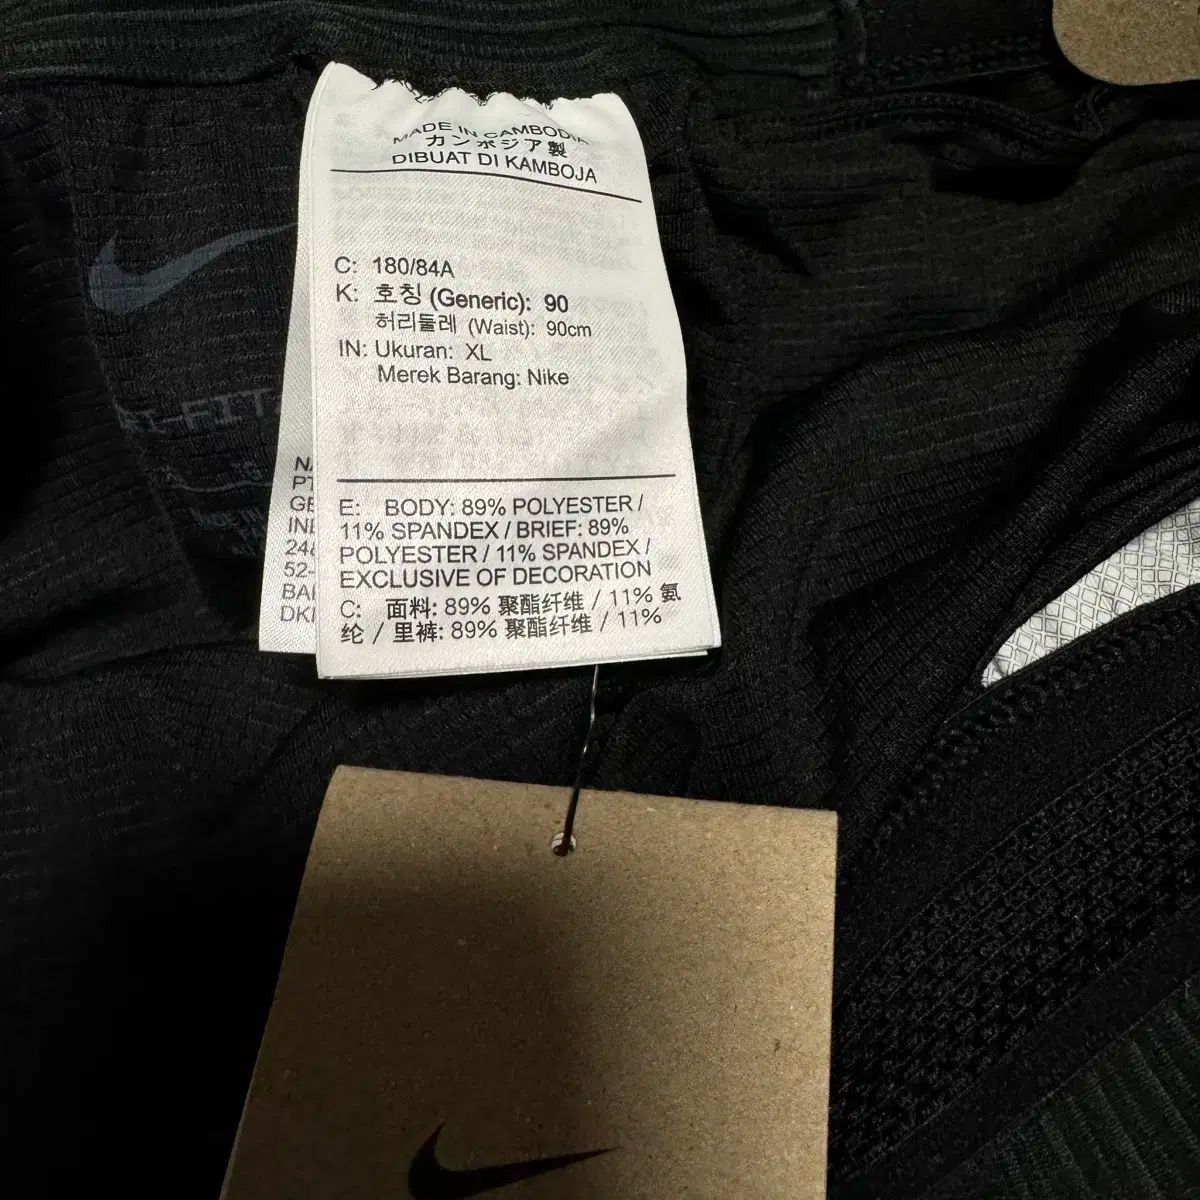 MADE IN CAMBODIA
カンボジア製
DIBUAT DI KAMBOJA
C: 180/84A
K: 호칭 (Generic): 90
허리둘레 (Waist): 90cm
IN: Ukuran: XL
Merek Barang: Nike
E: BODY: 89% POLYESTER /
11% SPANDEX / BRIEF: 89%
POLYESTER / 11% SPANDEX /
EXCLUSIVE OF DECORATION
C: 面料: 89% 聚酯纤维 / 11% 氨
纶 / 里裤: 89% 聚酯纤维 / 11%
PT
GE
52-